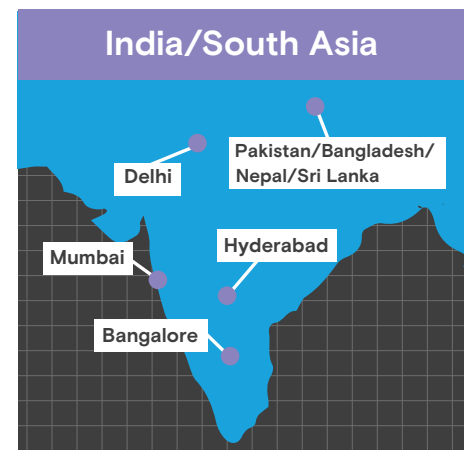 India/South Asia
Pakistan/Bangladesh/
Nepal/Sri Lanka
Delhi
Hyderabad
Mumbai
Bangalore